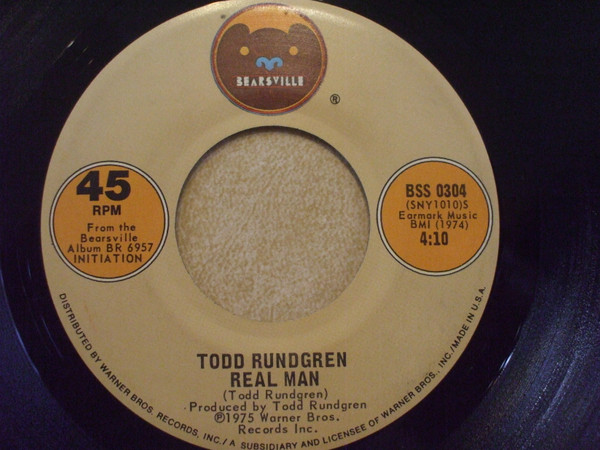 BEARSVILLE
®
45
RPM
From the
Bearsville
Album BR 6957
INITIATION
BSS 0304
(SNY1010)S
Earmark Music
BMI (1974)
4:10
TODD RUNDGREN
REAL MAN
(Todd Rundgren)
Produced by Todd Rundgren
℗1975 Warner Bros.
Records Inc.
DISTRIBUTED BY WARNER BROS. RECORDS, INC./A SUBSIDIARY AND LICENSEE OF WARNER BROS., INC./MADE IN U.S.A.